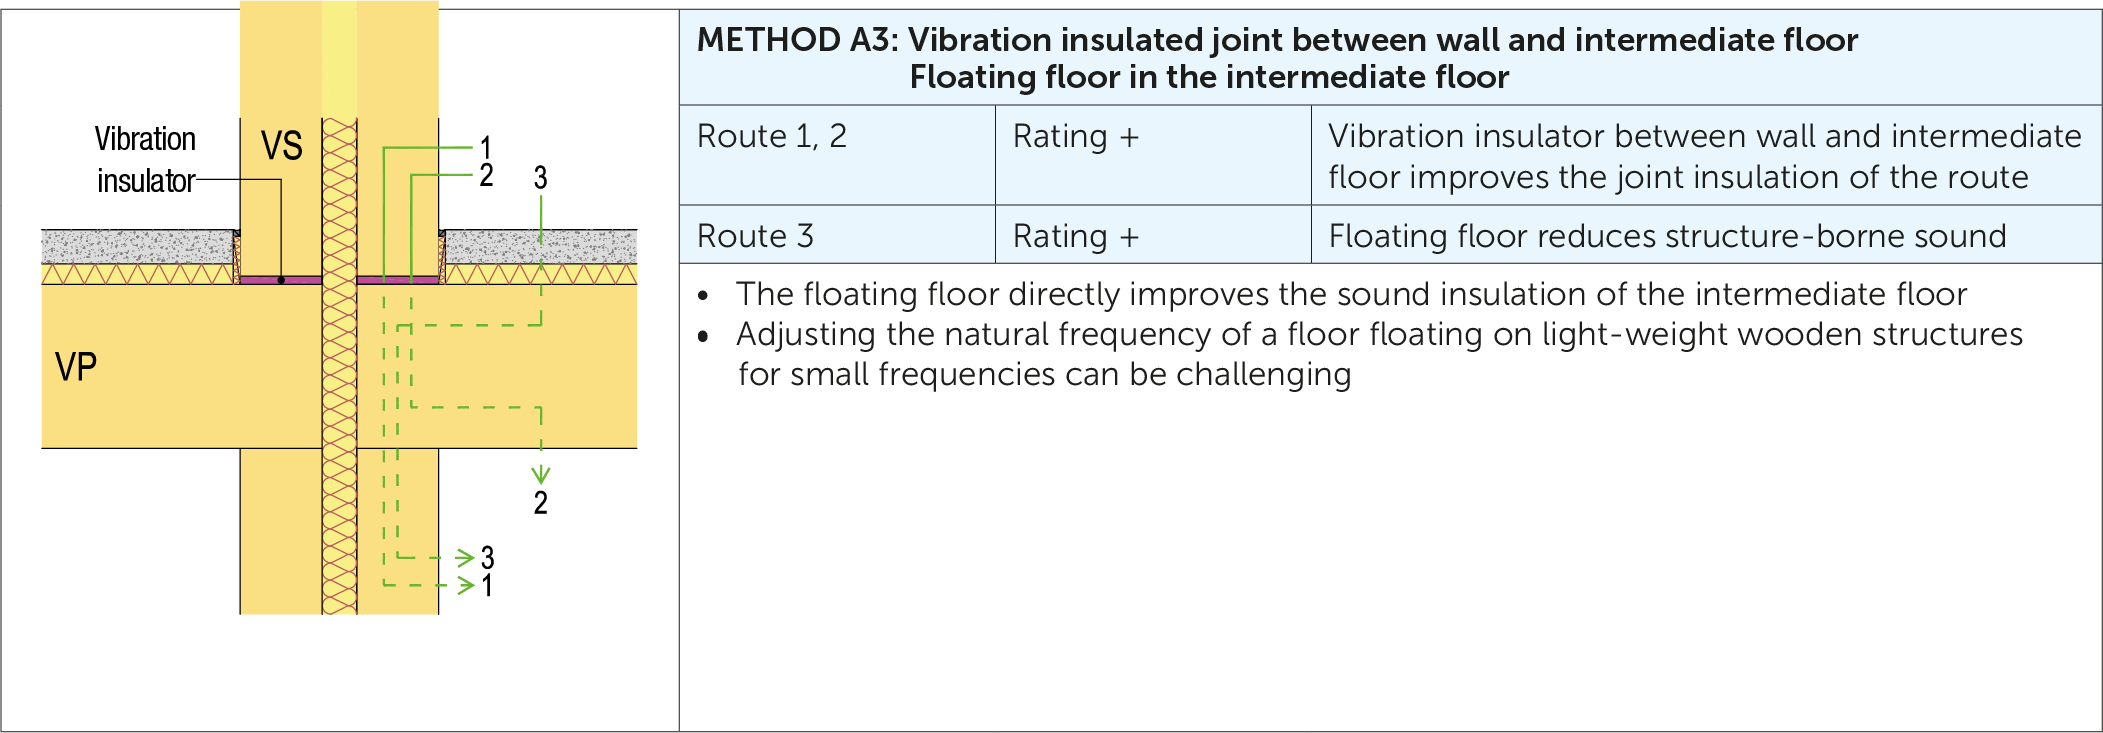 Vibration
insulator
VS
1
2
3
VP
2
3
1
METHOD A3: Vibration insulated joint between wall and intermediate floor
Floating floor in the intermediate floor
Route 1, 2
Rating +
Vibration insulator between wall and intermediate
floor improves the joint insulation of the route
Route 3
Rating +
Floating floor reduces structure-borne sound
• The floating floor directly improves the sound insulation of the intermediate floor
• Adjusting the natural frequency of a floor floating on light-weight wooden structures
for small frequencies can be challenging